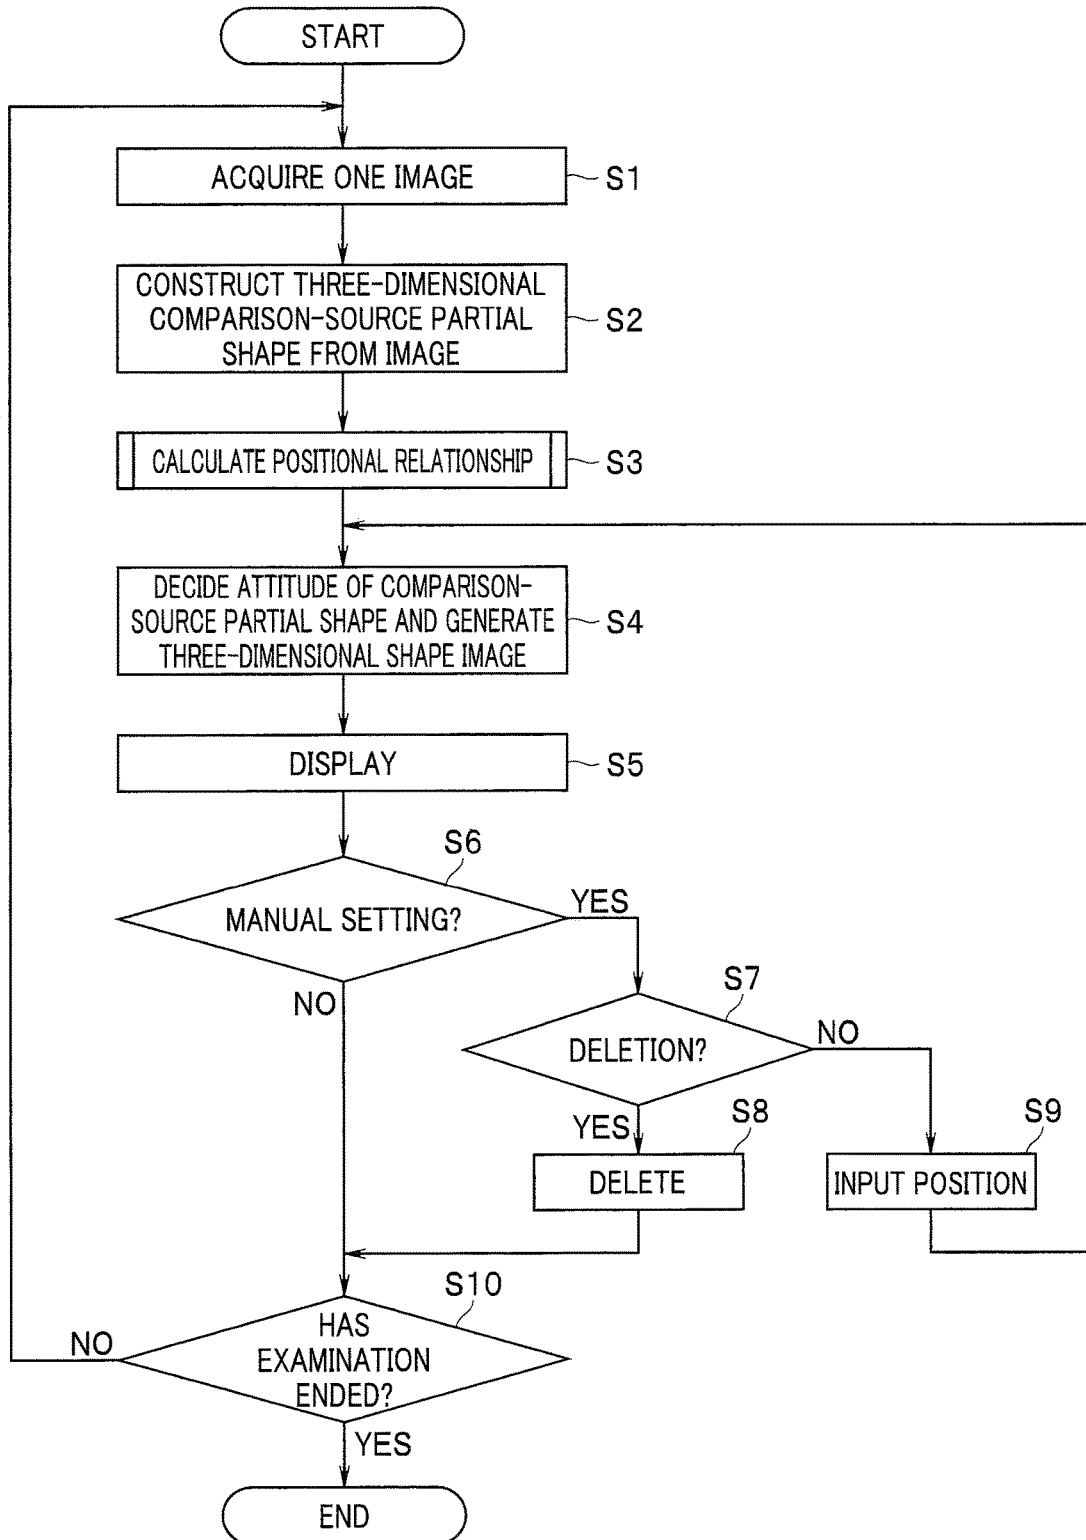 START
ACQUIRE ONE IMAGE
S1
CONSTRUCT THREE-DIMENSIONAL
COMPARISON-SOURCE PARTIAL
SHAPE FROM IMAGE
S2
CALCULATE POSITIONAL RELATIONSHIP
S3
DECIDE ATTITUDE OF COMPARISON-
SOURCE PARTIAL SHAPE AND GENERATE
THREE-DIMENSIONAL SHAPE IMAGE
S4
DISPLAY
S5
S6
MANUAL SETTING?
YES
NO
S7
DELETION?
NO
YES
S8
DELETE
S9
INPUT POSITION
S10
HAS
EXAMINATION
ENDED?
NO
YES
END